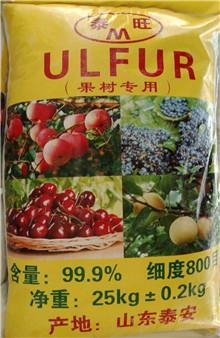 泰旺
M
ULFUR
（果树专用）
含量：99.9% 细度800目
净重：25kg±0.2kg
产地：山东泰安